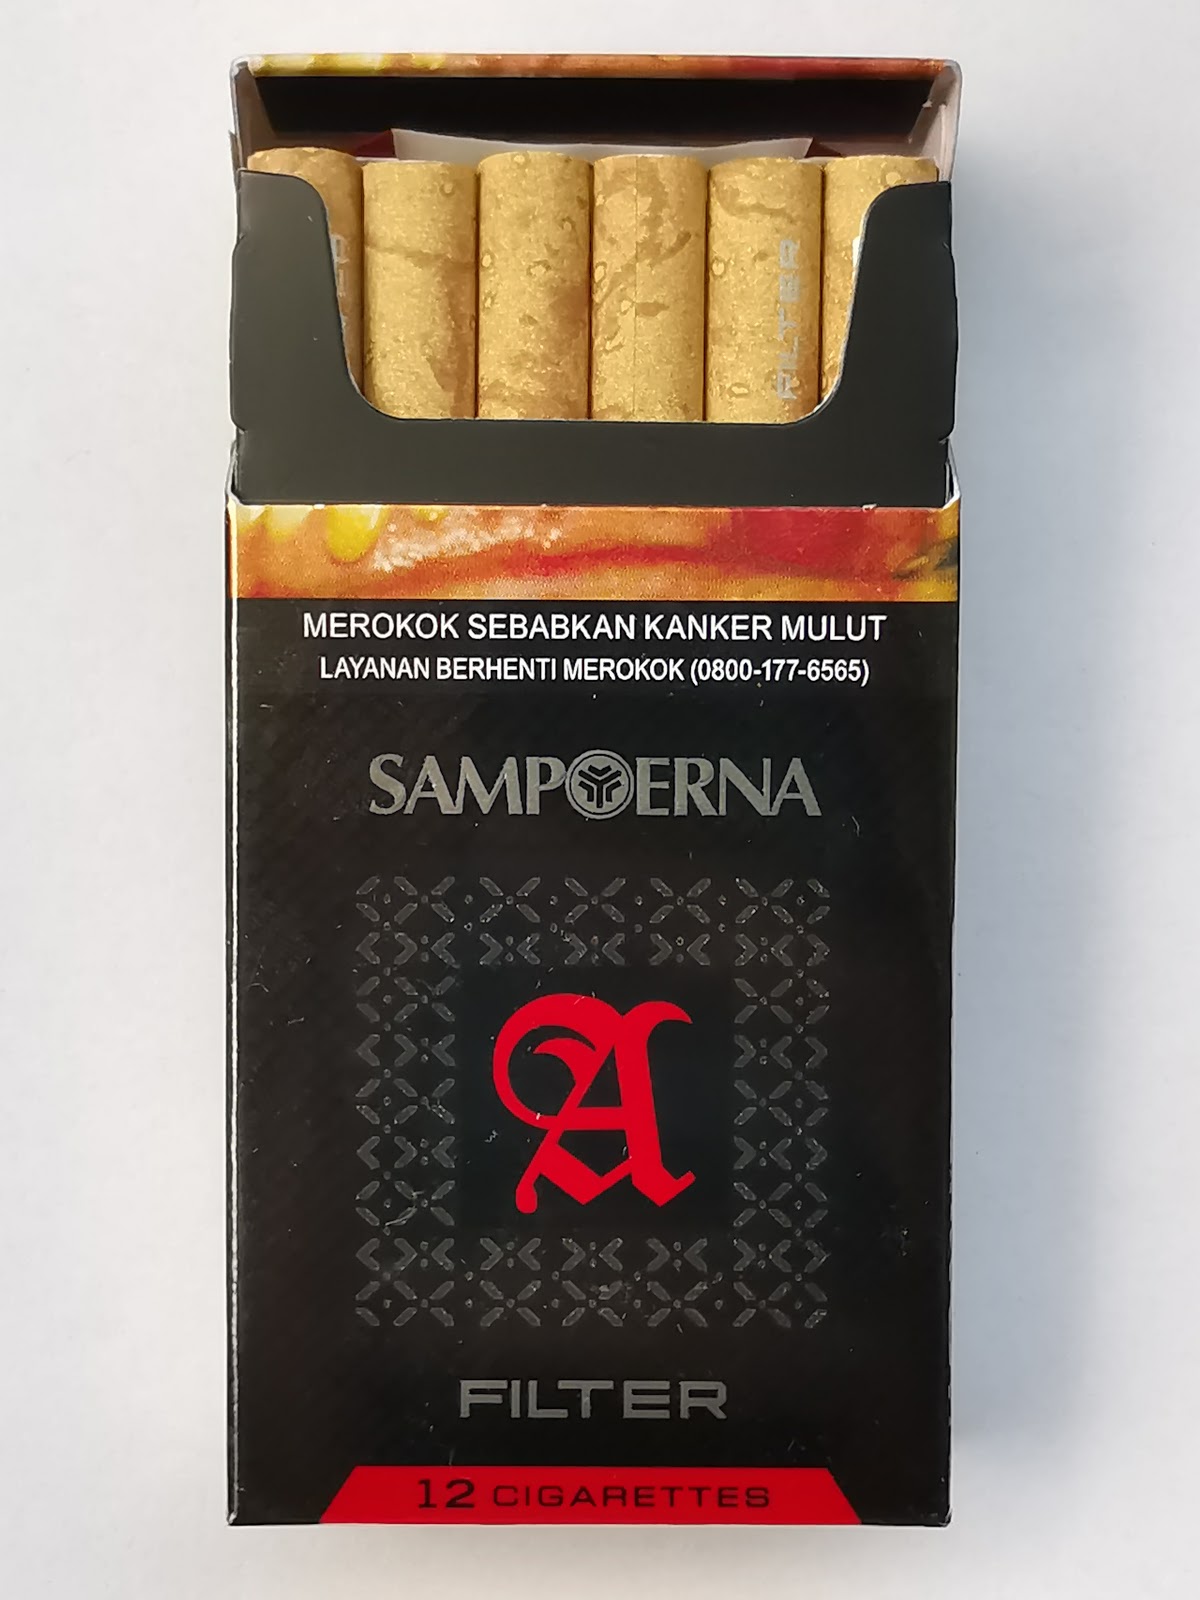 FILTER
MEROKOK SEBABKAN KANKER MULUT
LAYANAN BERHENTI MEROKOK (0800-177-6565)
SAMPOERNA
A
FILTER
12 CIGARETTES